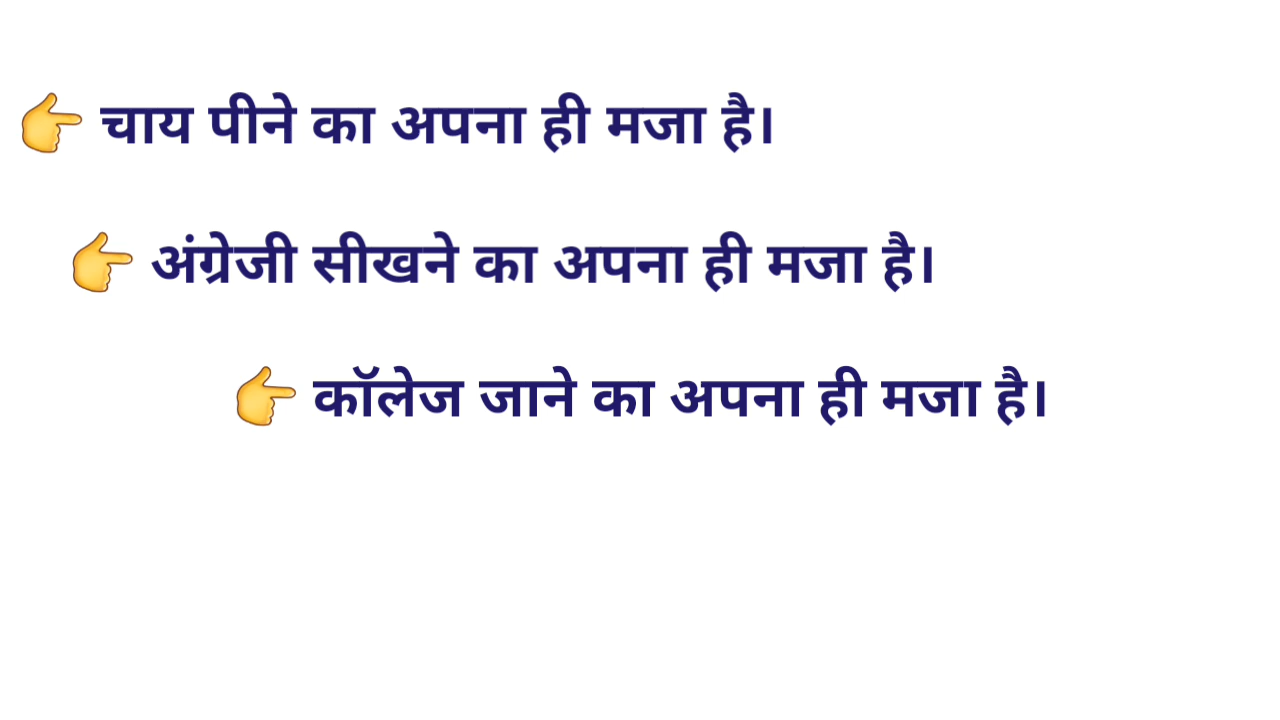 👉 चाय पीने का अपना ही मजा है।
👉 अंग्रेजी सीखने का अपना ही मजा है।
👉 कॉलेज जाने का अपना ही मजा है।